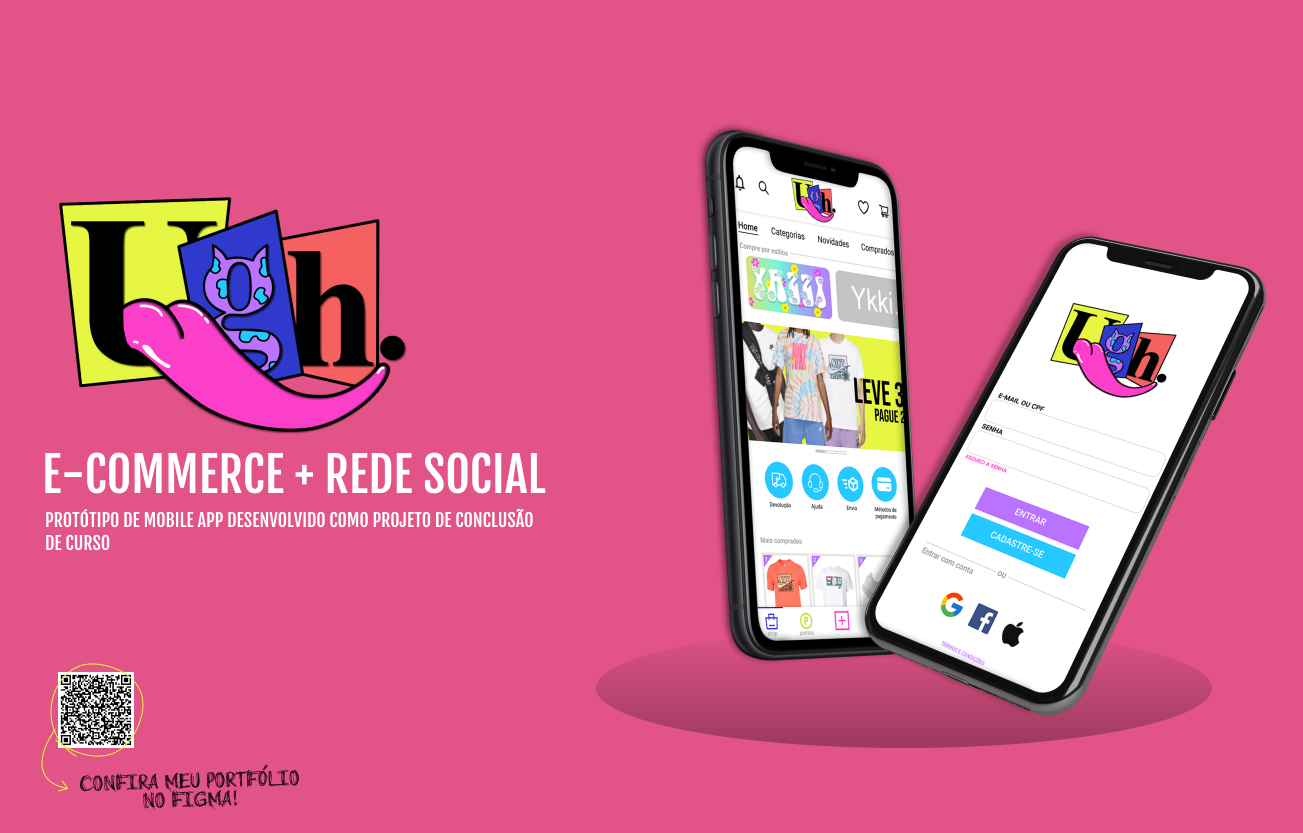 Ugh.
E-COMMERCE + REDE SOCIAL
PROTÓTIPO DE MOBILE APP DESENVOLVIDO COMO PROJETO DE CONCLUSÃO
DE CURSO
CONFIRA MEU PORTFÓLIO
NO FIGMA!
Ugh.
Home Categorias Novidades Comprados
Compre por estilos
Ykki
LEVE 3
PAGUE 2
Devolução Ajuda Envio Métodos de
pagamento
Mais comprados
1 2
shop pontos
Ugh.
E-MAIL OU CPF
SENHA
ESQUECI A SENHA
ENTRAR
CADASTRE-SE
Entrar com conta OU
TERMOS E CONDIÇÕES